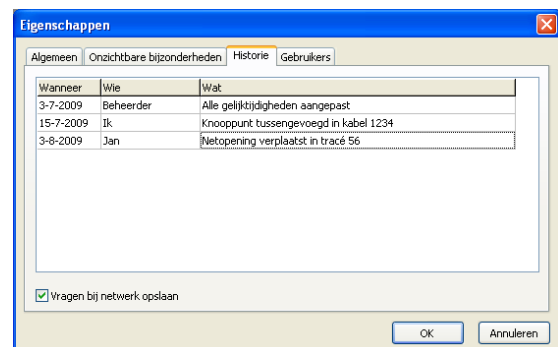 Eigenschappen
Algemeen Onzichtbare bijzonderheden Historie Gebruikers
Wanneer Wie Wat
3-7-2009 Beheerder Alle gelijktijdigheden aangepast
15-7-2009 Ik Knooppunt tussengevoegd in kabel 1234
3-8-2009 Jan Netopening verplaatst in tracé 56
Vragen bij netwerk opslaan
OK Annuleren